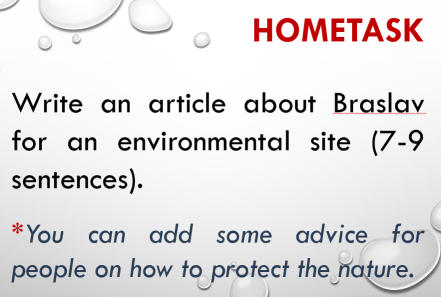 HOMETASK
Write an article about Braslav
for an environmental site (7-9
sentences).
*You can add some advice for
people on how to protect the nature.